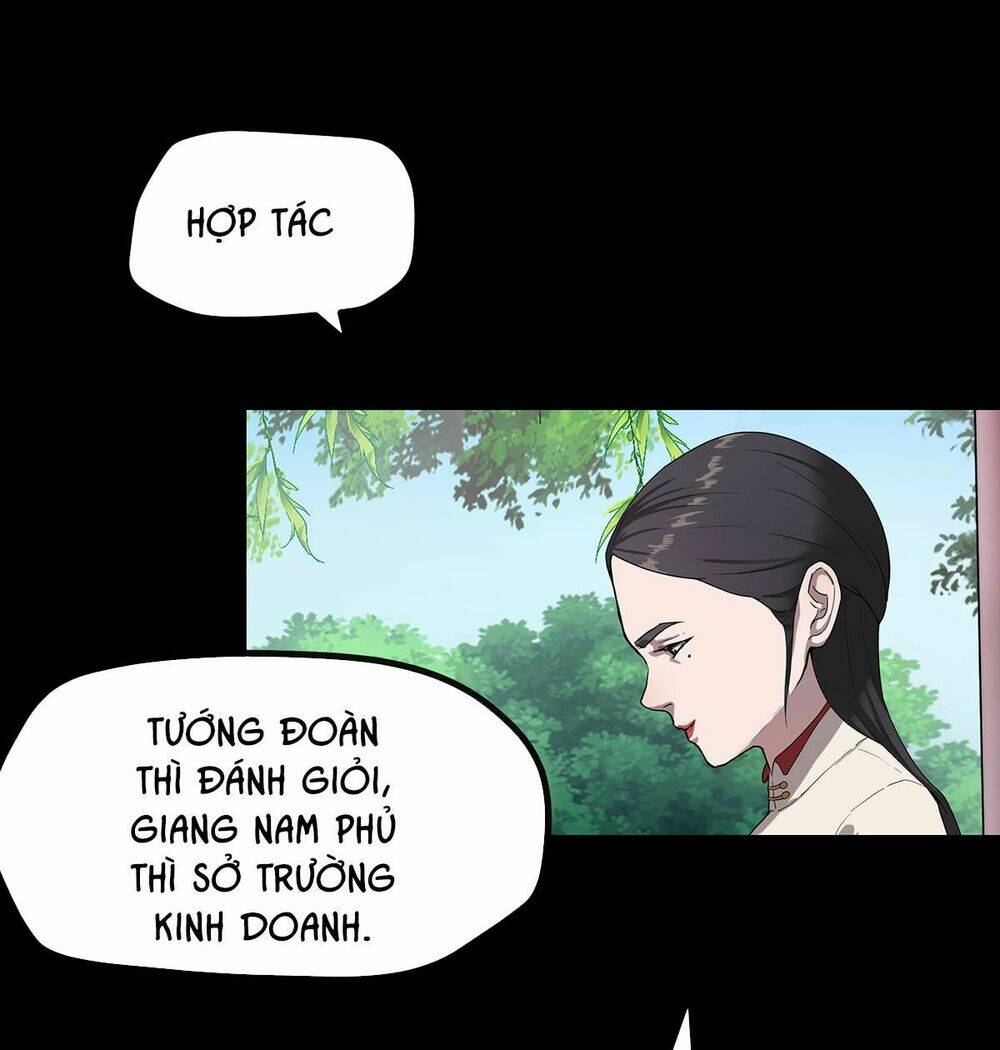 HỢP TÁC
TƯỚNG ĐOÀN
THÌ ĐÁNH GIỎI,
GIANG NAM PHỦ
THÌ SỞ TRƯỜNG
KINH DOANH.